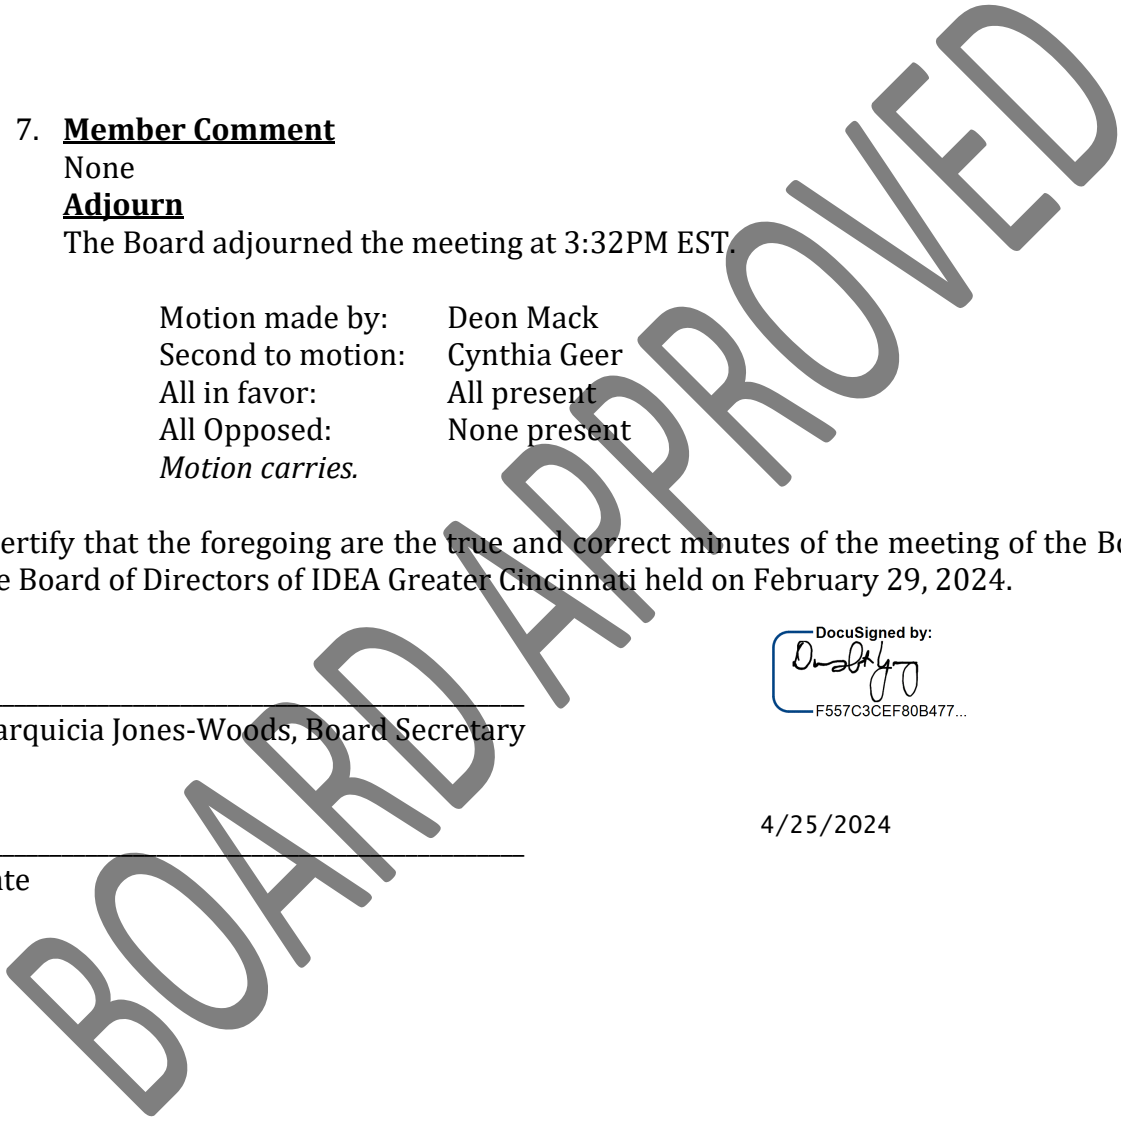 7. Member Comment
None
Adjourn
The Board adjourned the meeting at 3:32PM EST.
Motion made by: Deon Mack
Second to motion: Cynthia Geer
All in favor: All present
All Opposed: None present
Motion carries.
ertify that the foregoing are the true and correct minutes of the meeting of the Bo
e Board of Directors of IDEA Greater Cincinnati held on February 29, 2024.
DocuSigned by:
F557C3CEF80B477...
arquicia Jones-Woods, Board Secretary
4/25/2024
ate
BOARD APPROVED